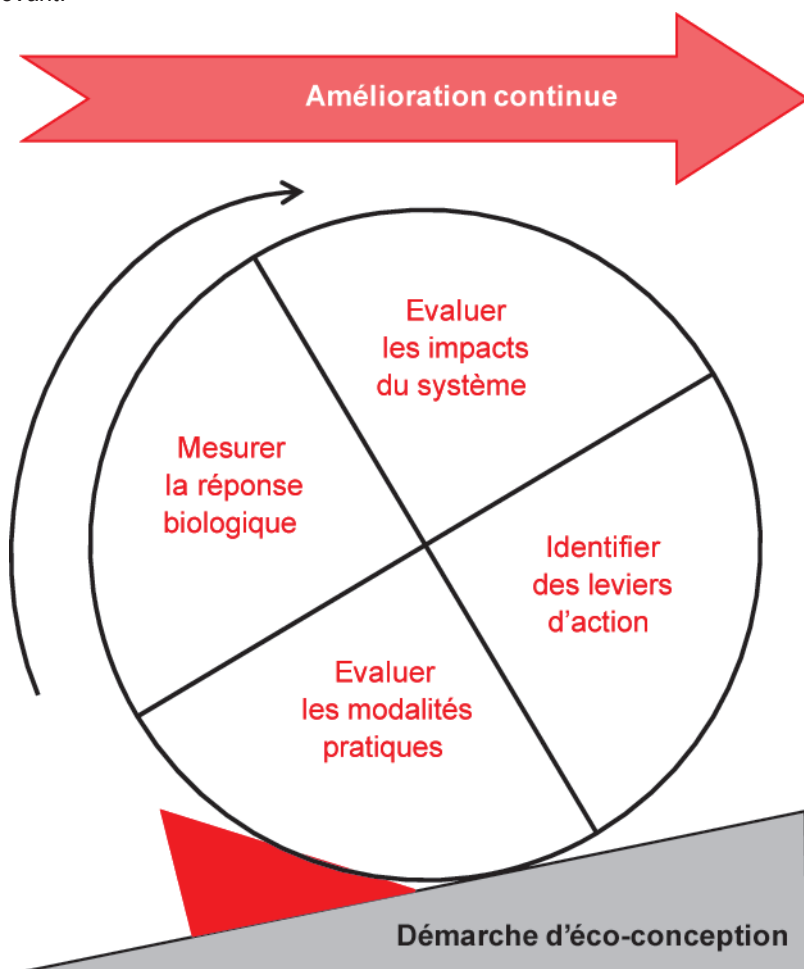 Amélioration continue
Evaluer
les impacts
du système
Mesurer
la réponse
biologique
Identifier
des leviers
d’action
Evaluer
les modalités
pratiques
Démarche d’éco-conception